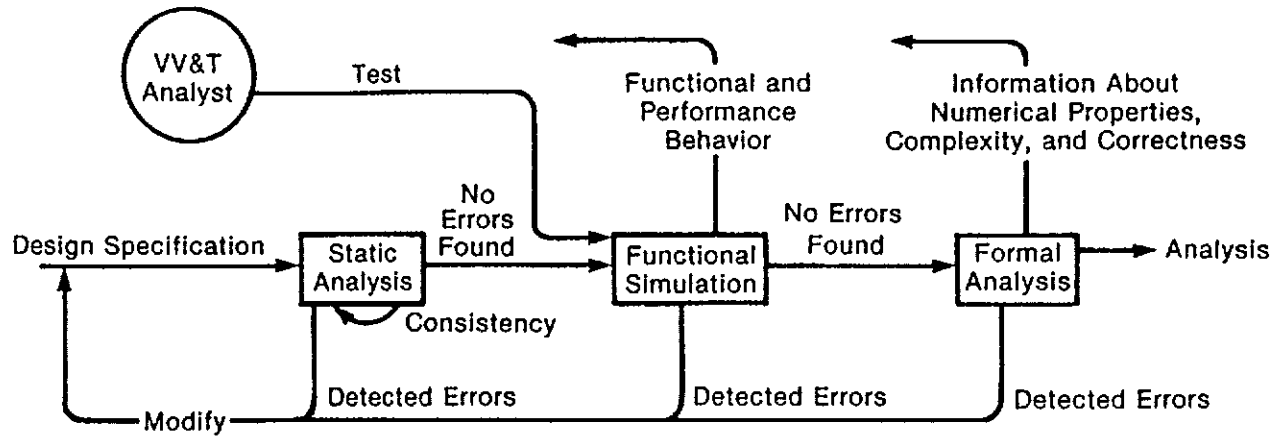 VV&T
Analyst
Test
Functional and
Performance
Behavior
Information About
Numerical Properties,
Complexity, and Correctness
Design Specification
Static
Analysis
No
Errors
Found
Functional
Simulation
No Errors
Found
Formal
Analysis
Analysis
Consistency
Modify
Detected Errors
Detected Errors
Detected Errors